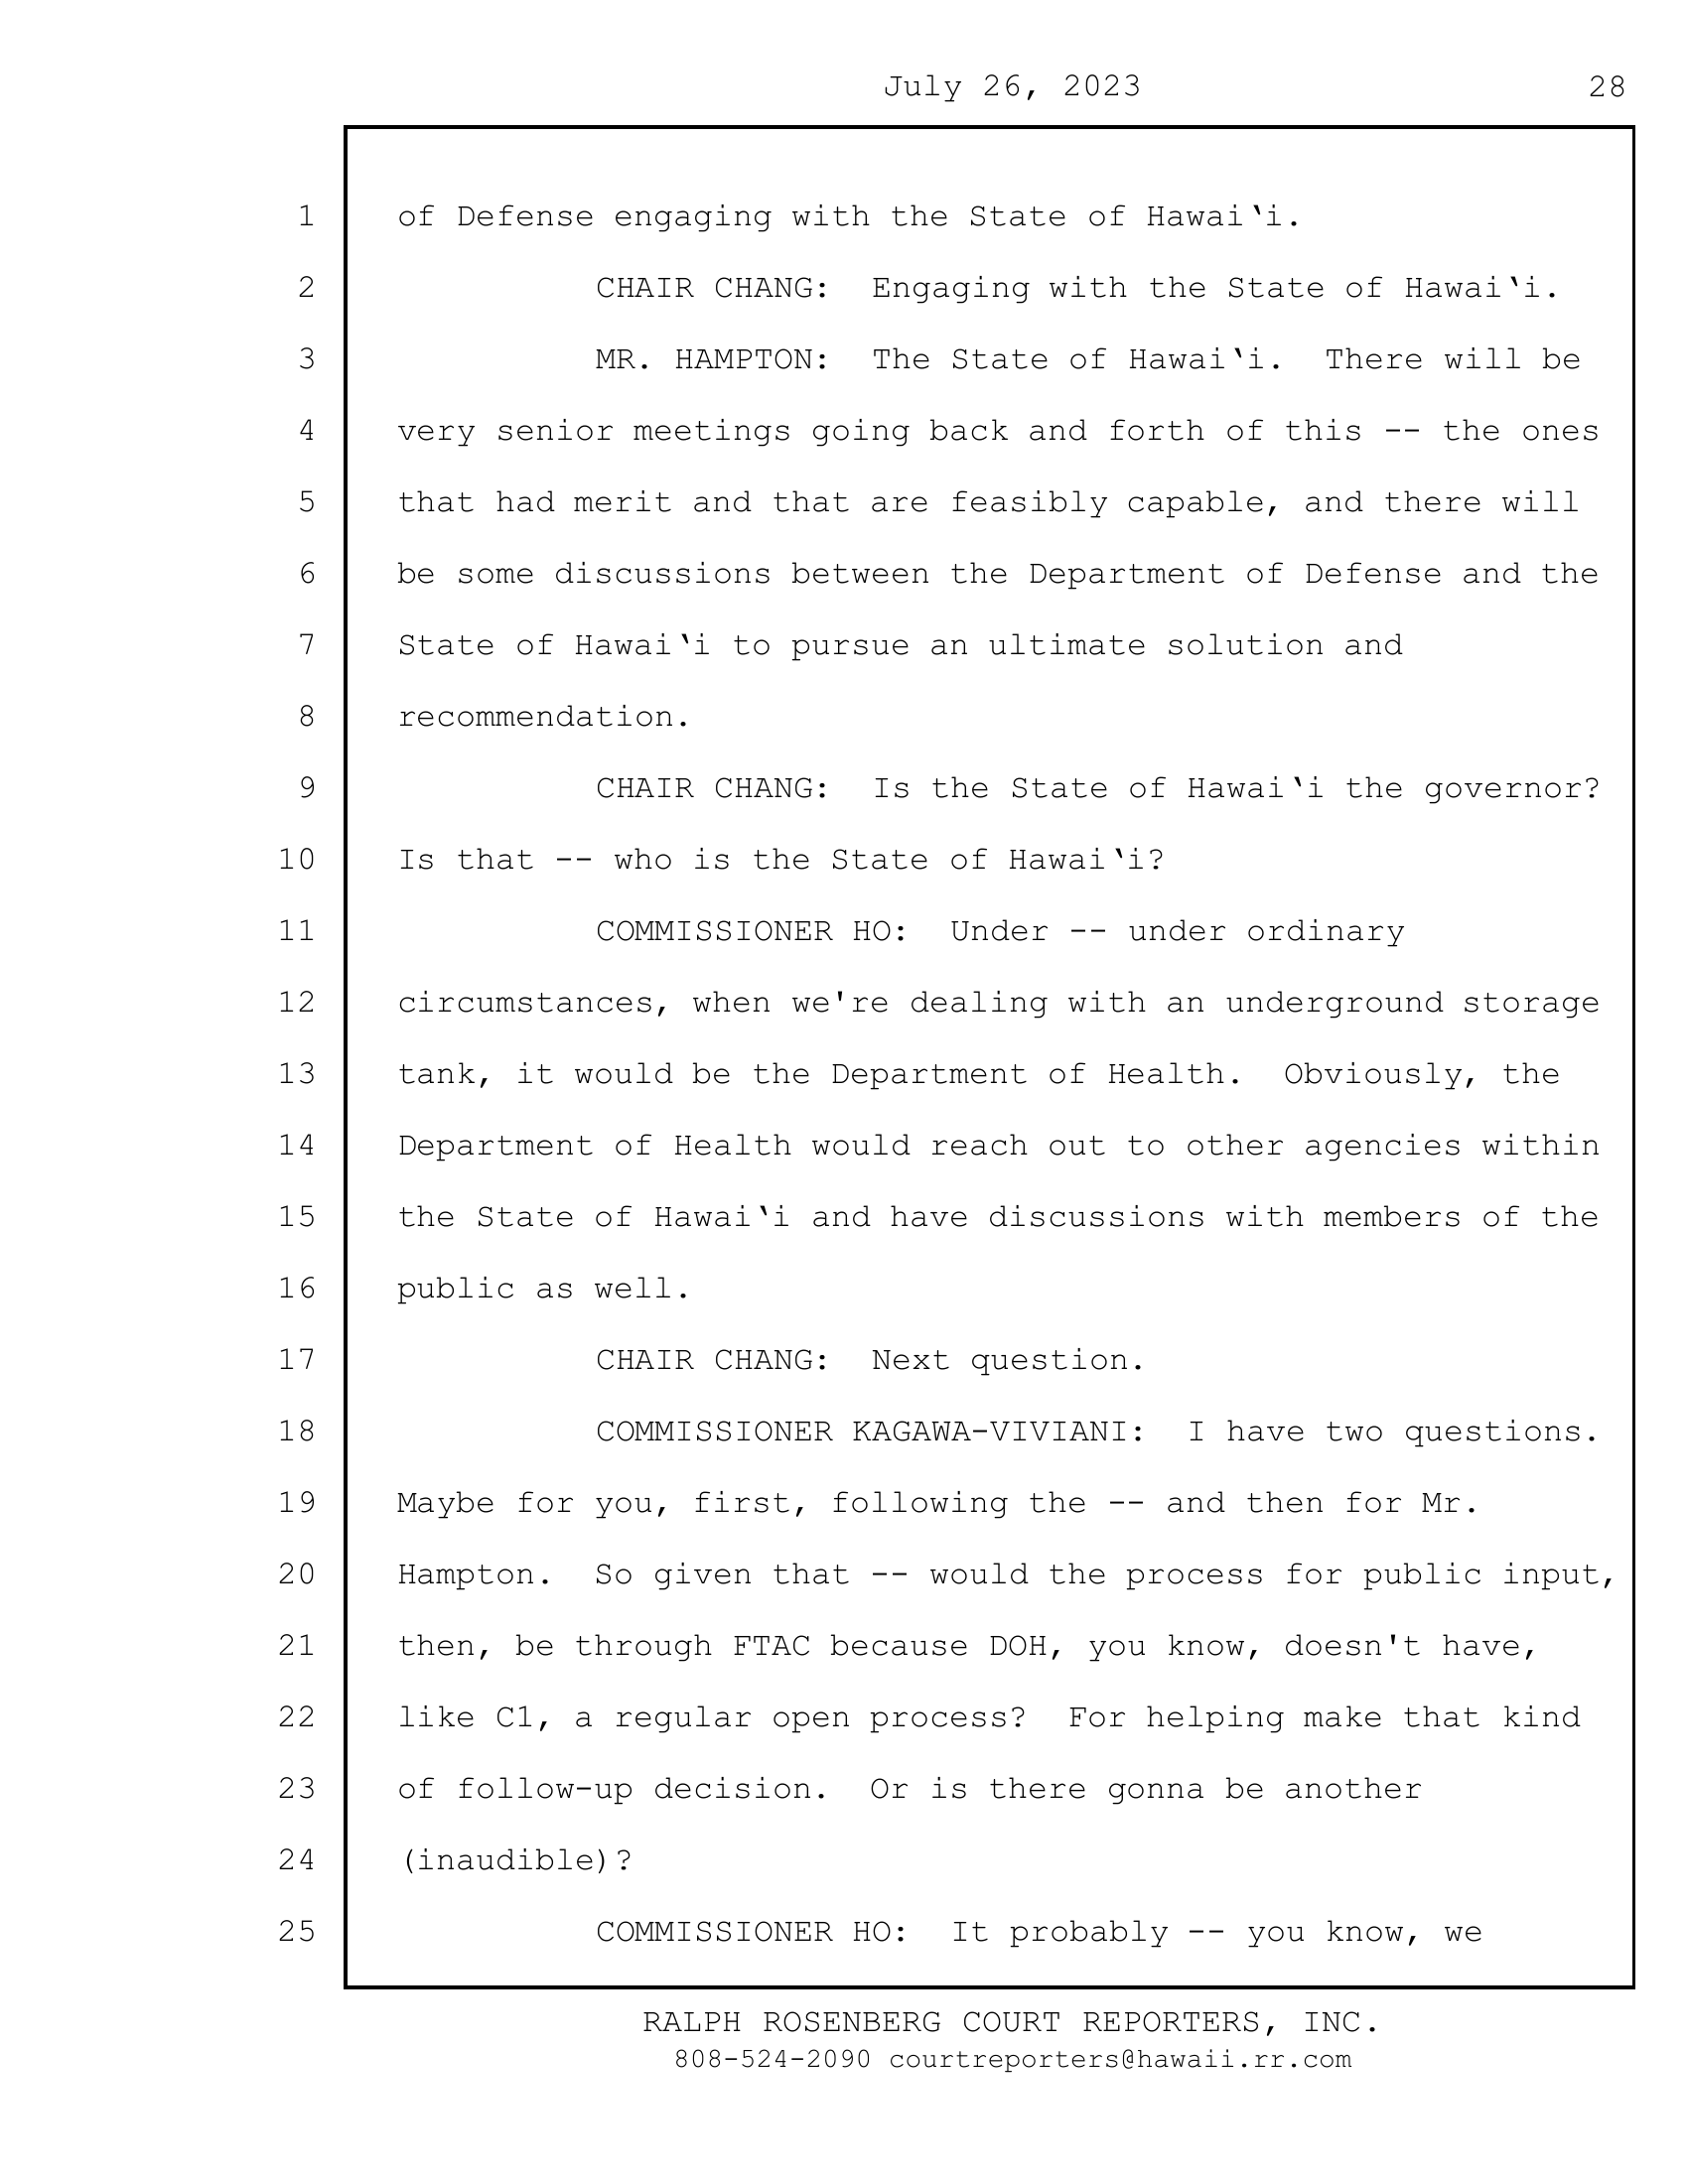 July 26, 2023 28
1 of Defense engaging with the State of Hawai‘i.
2 CHAIR CHANG:  Engaging with the State of Hawai‘i.
3 MR. HAMPTON:  The State of Hawai‘i.  There will be
4 very senior meetings going back and forth of this -- the ones
5 that had merit and that are feasibly capable, and there will
6 be some discussions between the Department of Defense and the
7 State of Hawai‘i to pursue an ultimate solution and
8 recommendation.
9 CHAIR CHANG:  Is the State of Hawai‘i the governor?
10 Is that -- who is the State of Hawai‘i?
11 COMMISSIONER HO:  Under -- under ordinary
12 circumstances, when we're dealing with an underground storage
13 tank, it would be the Department of Health.  Obviously, the
14 Department of Health would reach out to other agencies within
15 the State of Hawai‘i and have discussions with members of the
16 public as well.
17 CHAIR CHANG:  Next question.
18 COMMISSIONER KAGAWA-VIVIANI:  I have two questions.
19 Maybe for you, first, following the -- and then for Mr.
20 Hampton.  So given that -- would the process for public input,
21 then, be through FTAC because DOH, you know, doesn't have,
22 like C1, a regular open process?  For helping make that kind
23 of follow-up decision.  Or is there gonna be another
24 (inaudible)?
25 COMMISSIONER HO:  It probably -- you know, we
RALPH ROSENBERG COURT REPORTERS, INC.
808-524-2090 courtreporters@hawaii.rr.com